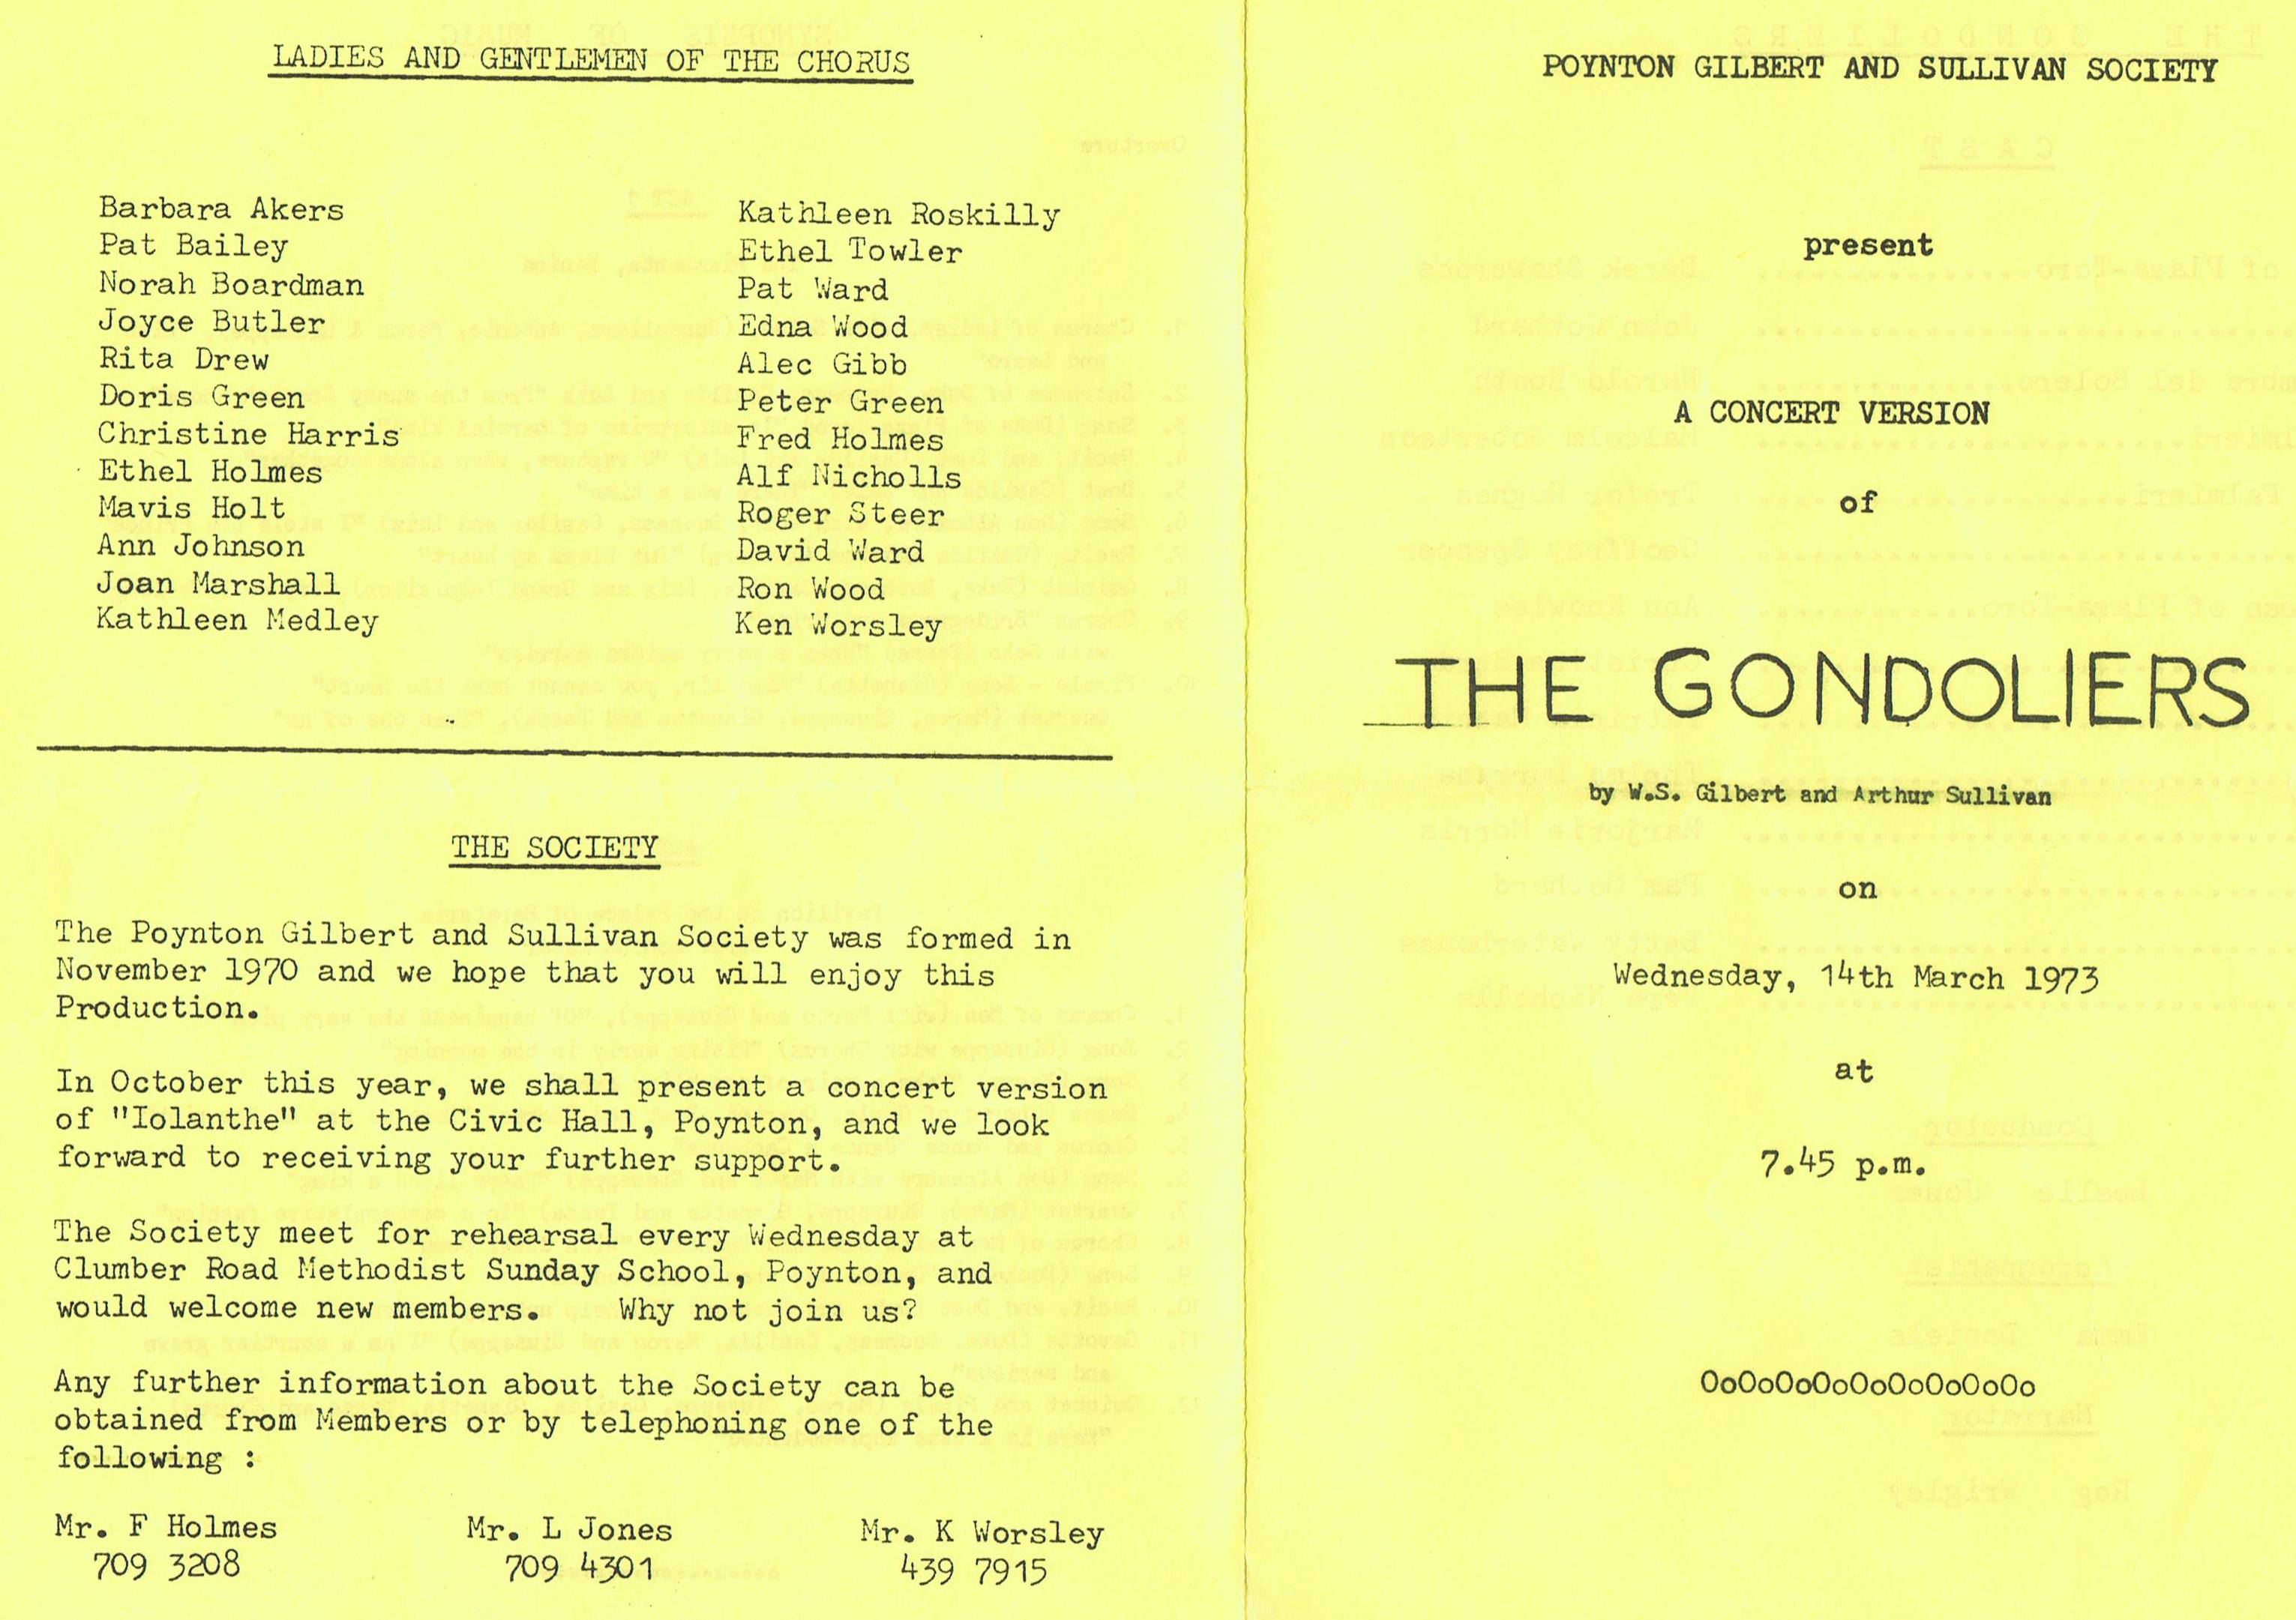 LADIES AND GENTLEMEN OF THE CHORUS
Barbara Akers
Pat Bailey
Norah Boardman
Joyce Butler
Rita Drew
Doris Green
Christine Harris
Ethel Holmes
Mavis Holt
Ann Johnson
Joan Marshall
Kathleen Medley
Kathleen Roskilly
Ethel Towler
Pat Ward
Edna Wood
Alec Gibb
Peter Green
Fred Holmes
Alf Nicholls
Roger Steer
David Ward
Ron Wood
Ken Worsley
THE SOCIETY
The Poynton Gilbert and Sullivan Society was formed in
November 1970 and we hope that you will enjoy this
Production.
In October this year, we shall present a concert version
of "Iolanthe" at the Civic Hall, Poynton, and we look
forward to receiving your further support.
The Society meet for rehearsal every Wednesday at
Clumber Road Methodist Sunday School, Poynton, and
would welcome new members. Why not join us?
Any further information about the Society can be
obtained from Members or by telephoning one of the
following :
Mr. F Holmes Mr. L Jones Mr. K Worsley
709 3208 709 4301 439 7915
POYNTON GILBERT AND SULLIVAN SOCIETY
present
A CONCERT VERSION
of
THE GONDOLIERS
by W.S. Gilbert and Arthur Sullivan
on
Wednesday, 14th March 1973
at
7.45 p.m.
OoOoOoOoOoOoOoOoOo